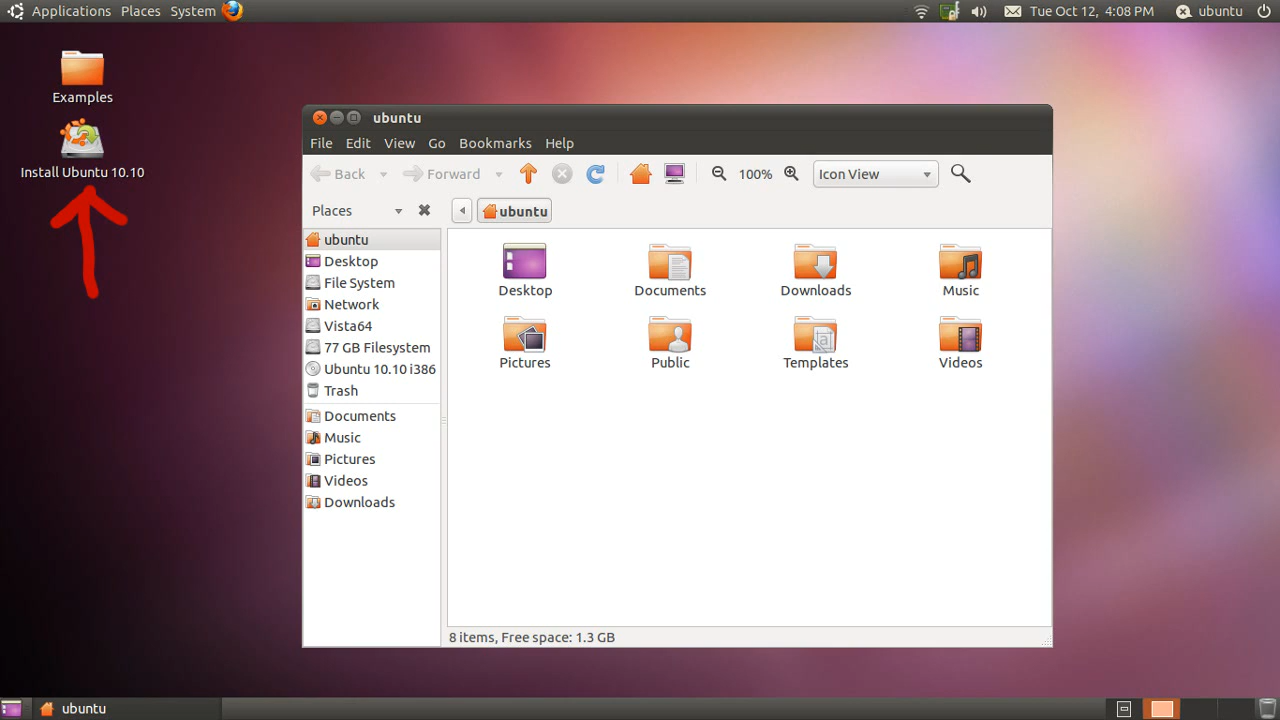 Applications Places System Tue Oct 12, 4:08 PM ubuntu
Examples
Install Ubuntu 10.10
ubuntu
File Edit View Go Bookmarks Help
Back Forward 100% Icon View
Places ubuntu
ubuntu
Desktop
File System
Network
Vista64
77 GB Filesystem
Ubuntu 10.10 i386
Trash
Documents
Music
Pictures
Videos
Downloads
Desktop Documents Downloads Music
Pictures Public Templates Videos
8 items, Free space: 1.3 GB
ubuntu